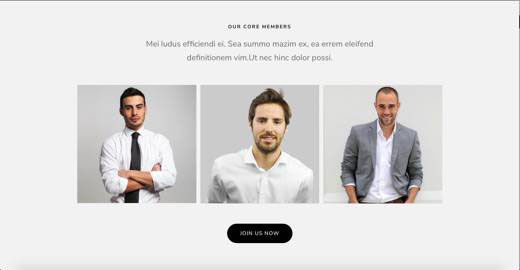 OUR CORE MEMBERS
Mei ludus efficiendi ei. Sea summo mazim ex, ea errem eleifend
definitionem vim.Ut nec hinc dolor possi.
JOIN US NOW